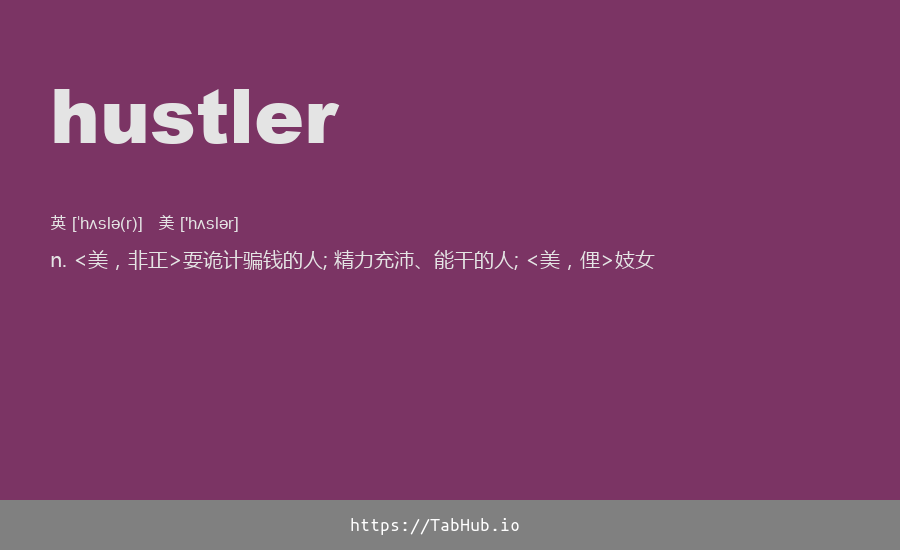 hustler
英 [ˈhʌslə(r)] 美 ['hʌslər]
n. <美，非正>耍诡计骗钱的人; 精力充沛、能干的人; <美，俚>妓女
https://TabHub.io